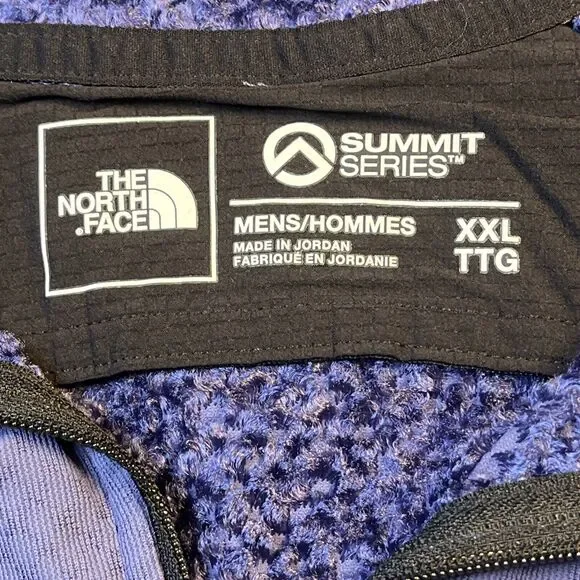 THE
NORTH
FACE
SUMMIT
SERIES™
MENS/HOMMES
MADE IN JORDAN
FABRIQUÉ EN JORDANIE
XXL
TTG